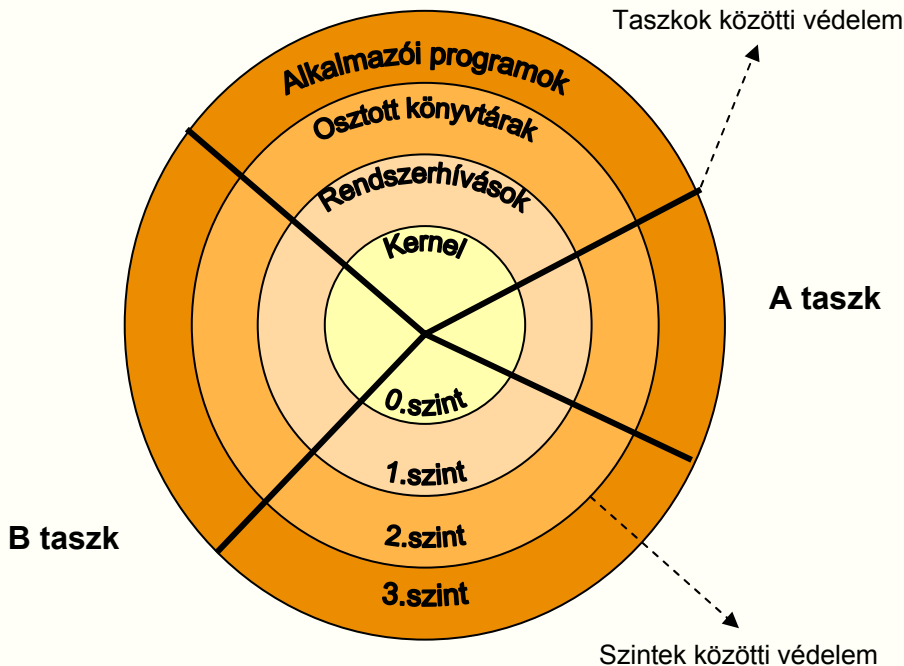 Taszkok közötti védelem
Alkalmazói programok
Osztott könyvtárak
Rendszerhívások
Kernel
A taszk
0.szint
1.szint
B taszk
2.szint
3.szint
Szintek közötti védelem